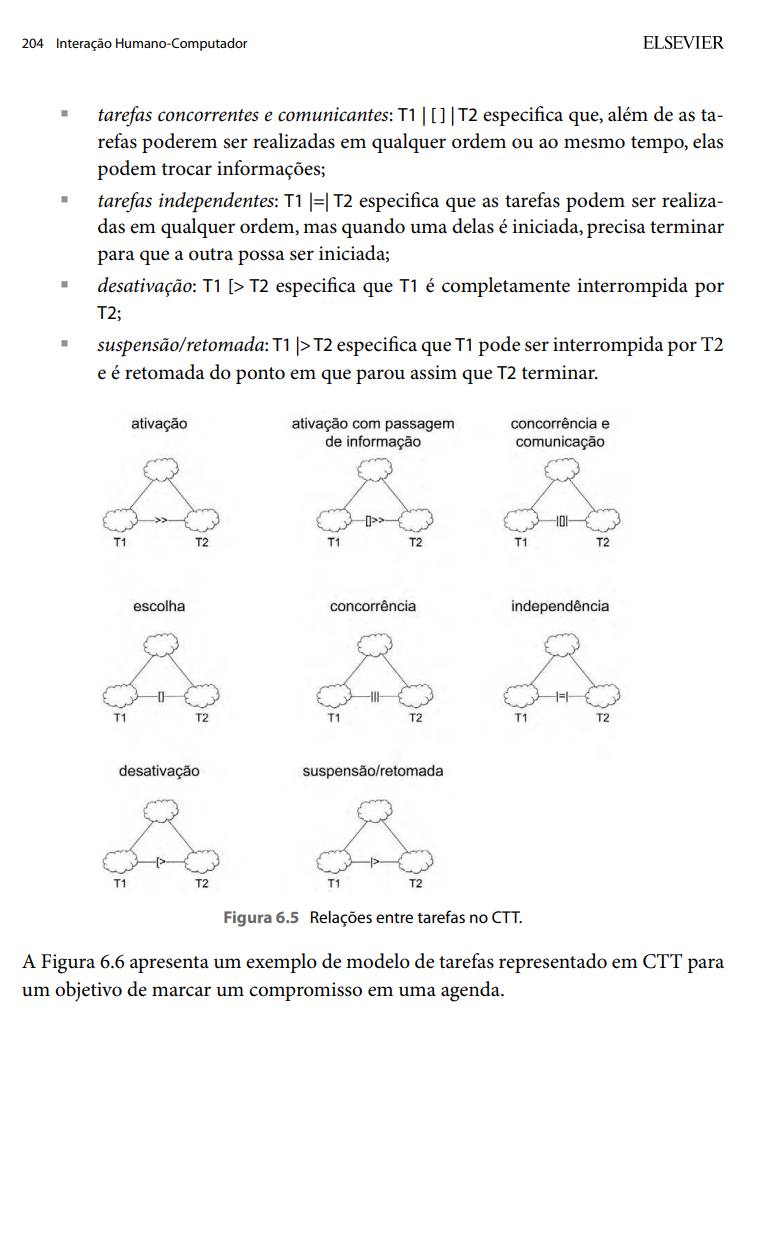 204 Interação Humano-Computador ELSEVIER
▪ tarefas concorrentes e comunicantes: T1 | [ ] | T2 especifica que, além de as ta-
refas poderem ser realizadas em qualquer ordem ou ao mesmo tempo, elas
podem trocar informações;
▪ tarefas independentes: T1 |=| T2 especifica que as tarefas podem ser realiza-
das em qualquer ordem, mas quando uma delas é iniciada, precisa terminar
para que a outra possa ser iniciada;
▪ desativação: T1 [> T2 especifica que T1 é completamente interrompida por
T2;
▪ suspensão/retomada: T1 |> T2 especifica que T1 pode ser interrompida por T2
e é retomada do ponto em que parou assim que T2 terminar.
ativação
>>
T1 T2
ativação com passagem
de informação
[]>>
T1 T2
concorrência e
comunicação
|[]|
T1 T2
escolha
[]
T1 T2
concorrência
|||
T1 T2
independência
|=|
T1 T2
desativação
[>
T1 T2
suspensão/retomada
|>
T1 T2
Figura 6.5 Relações entre tarefas no CTT.
A Figura 6.6 apresenta um exemplo de modelo de tarefas representado em CTT para
um objetivo de marcar um compromisso em uma agenda.